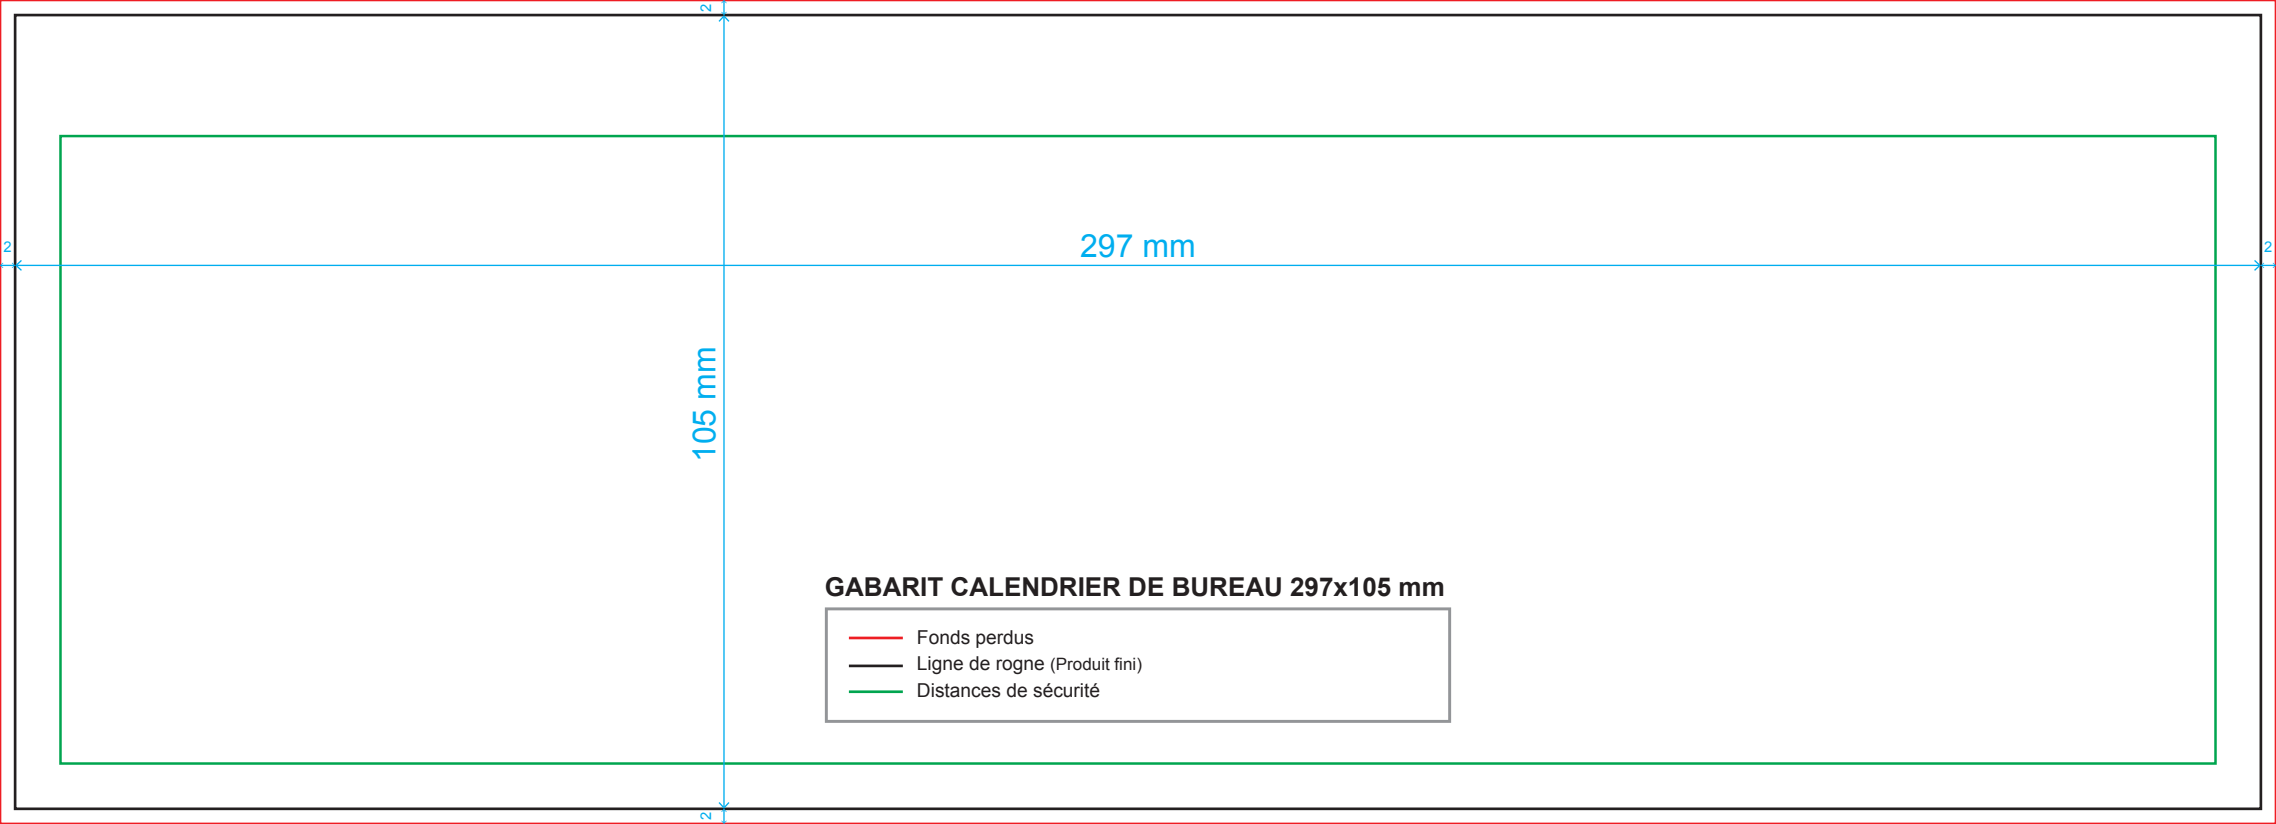 2
2
297 mm
2
105 mm
GABARIT CALENDRIER DE BUREAU 297x105 mm
Fonds perdus
Ligne de rogne (Produit fini)
Distances de sécurité
2